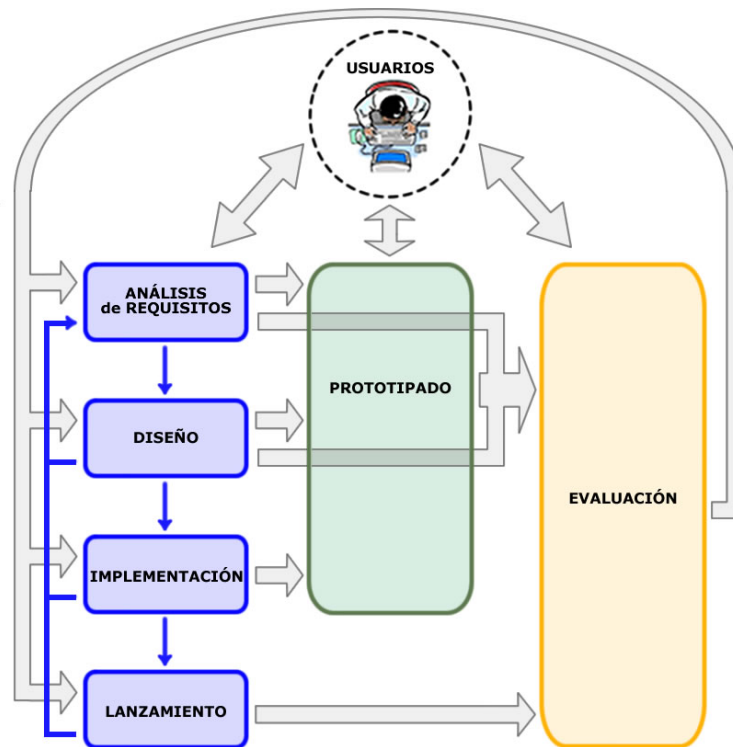 USUARIOS
ANÁLISIS
de REQUISITOS
PROTOTIPADO
DISEÑO
EVALUACIÓN
IMPLEMENTACIÓN
LANZAMIENTO